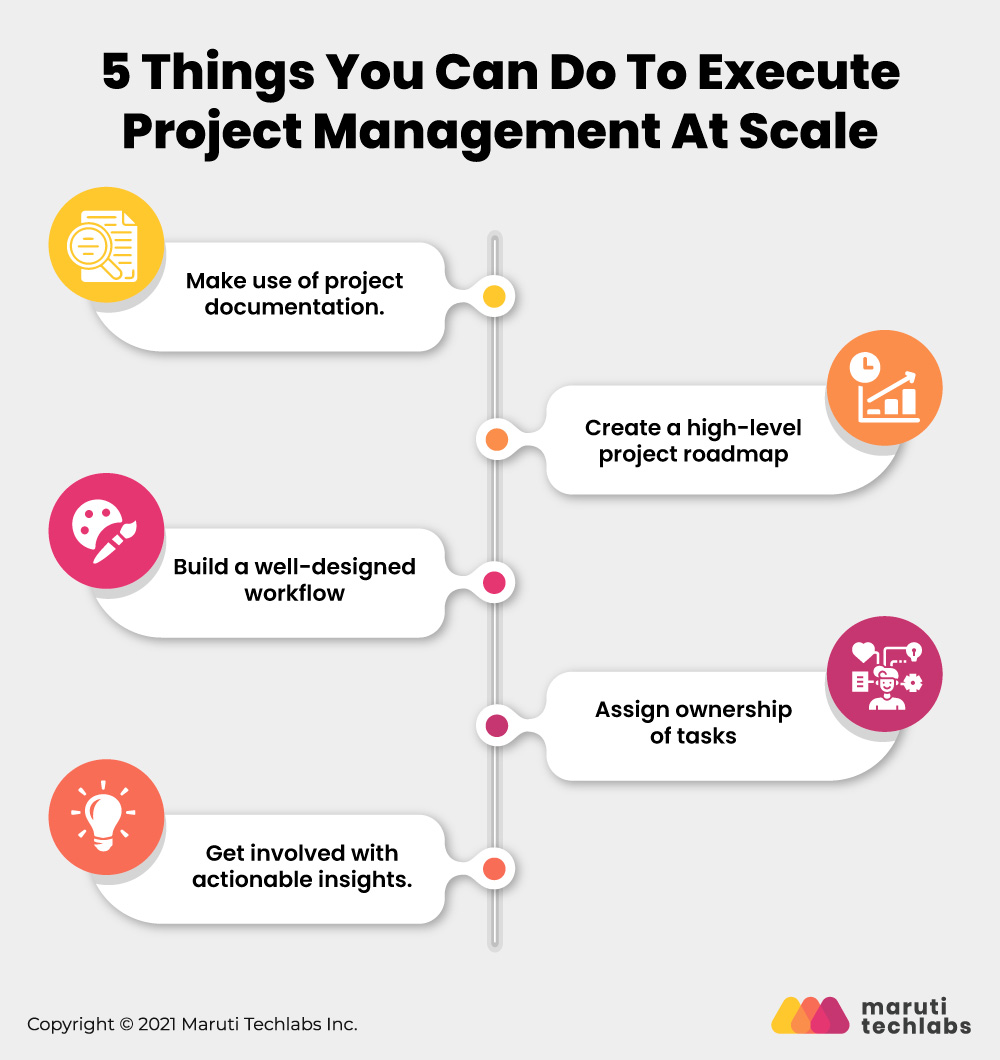 5 Things You Can Do To Execute
Project Management At Scale
Make use of project
documentation.
Create a high-level
project roadmap
Build a well-designed
workflow
Assign ownership
of tasks
Get involved with
actionable insights.
Copyright © 2021 Maruti Techlabs Inc.
maruti
techlabs